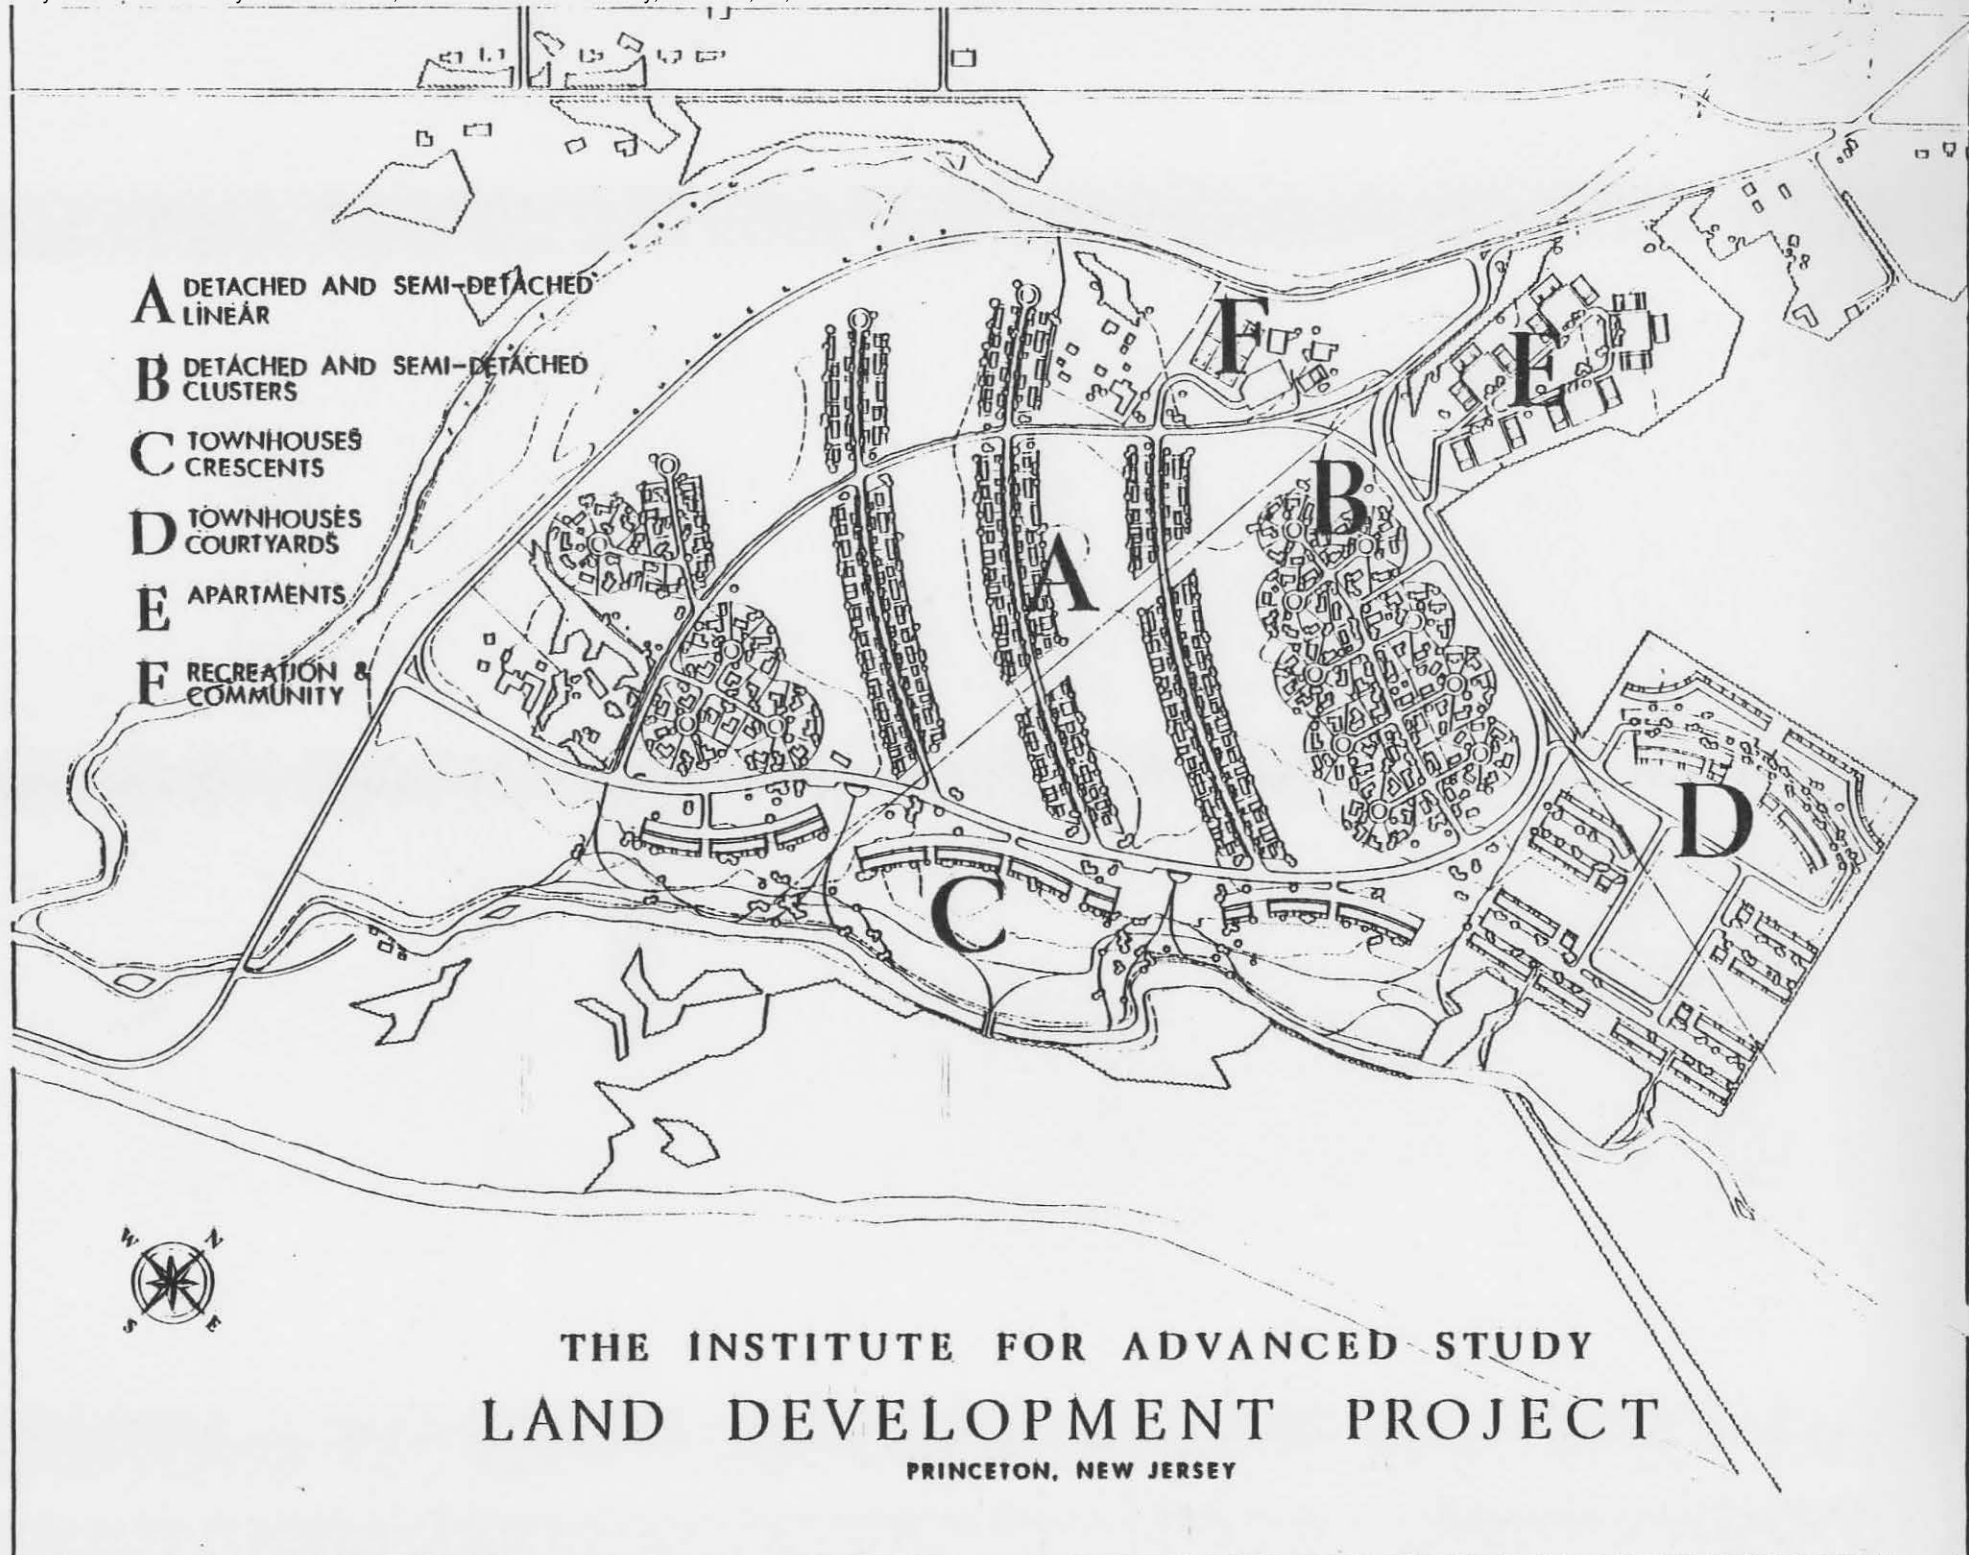 A DETACHED AND SEMI-DETACHED
LINEAR
B DETACHED AND SEMI-DETACHED
CLUSTERS
C TOWNHOUSES
CRESCENTS
D TOWNHOUSES
COURTYARDS
E APARTMENTS
F RECREATION &
COMMUNITY
F
E
B
A
D
C
W N
S E
THE INSTITUTE FOR ADVANCED STUDY
LAND DEVELOPMENT PROJECT
PRINCETON, NEW JERSEY